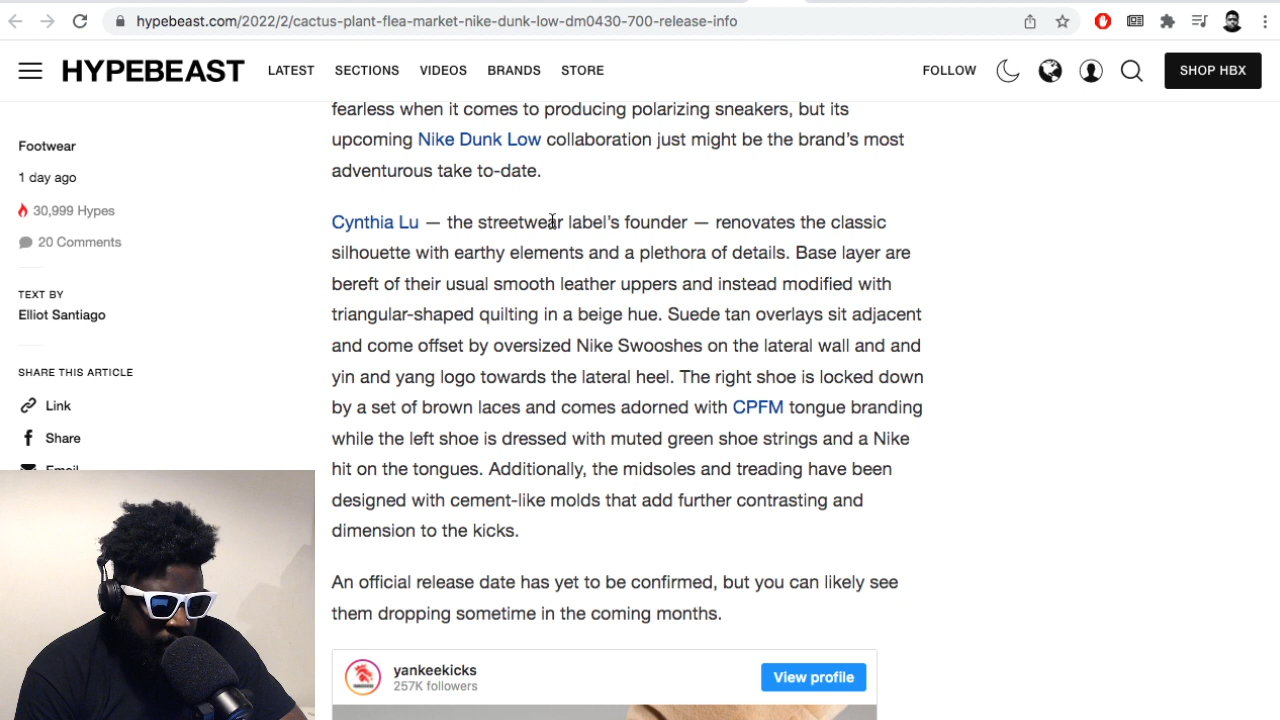 hypebeast.com/2022/2/cactus-plant-flea-market-nike-dunk-low-dm0430-700-release-info
HYPEBEAST LATEST SECTIONS VIDEOS BRANDS STORE FOLLOW SHOP HBX
Footwear
1 day ago
30,999 Hypes
20 Comments
TEXT BY
Elliot Santiago
SHARE THIS ARTICLE
Link
Share
Email
fearless when it comes to producing polarizing sneakers, but its
upcoming Nike Dunk Low collaboration just might be the brand's most
adventurous take to-date.
Cynthia Lu — the streetwear label's founder — renovates the classic
silhouette with earthy elements and a plethora of details. Base layer are
bereft of their usual smooth leather uppers and instead modified with
triangular-shaped quilting in a beige hue. Suede tan overlays sit adjacent
and come offset by oversized Nike Swooshes on the lateral wall and and
yin and yang logo towards the lateral heel. The right shoe is locked down
by a set of brown laces and comes adorned with CPFM tongue branding
while the left shoe is dressed with muted green shoe strings and a Nike
hit on the tongues. Additionally, the midsoles and treading have been
designed with cement-like molds that add further contrasting and
dimension to the kicks.
An official release date has yet to be confirmed, but you can likely see
them dropping sometime in the coming months.
yankeekicks
257K followers
View profile